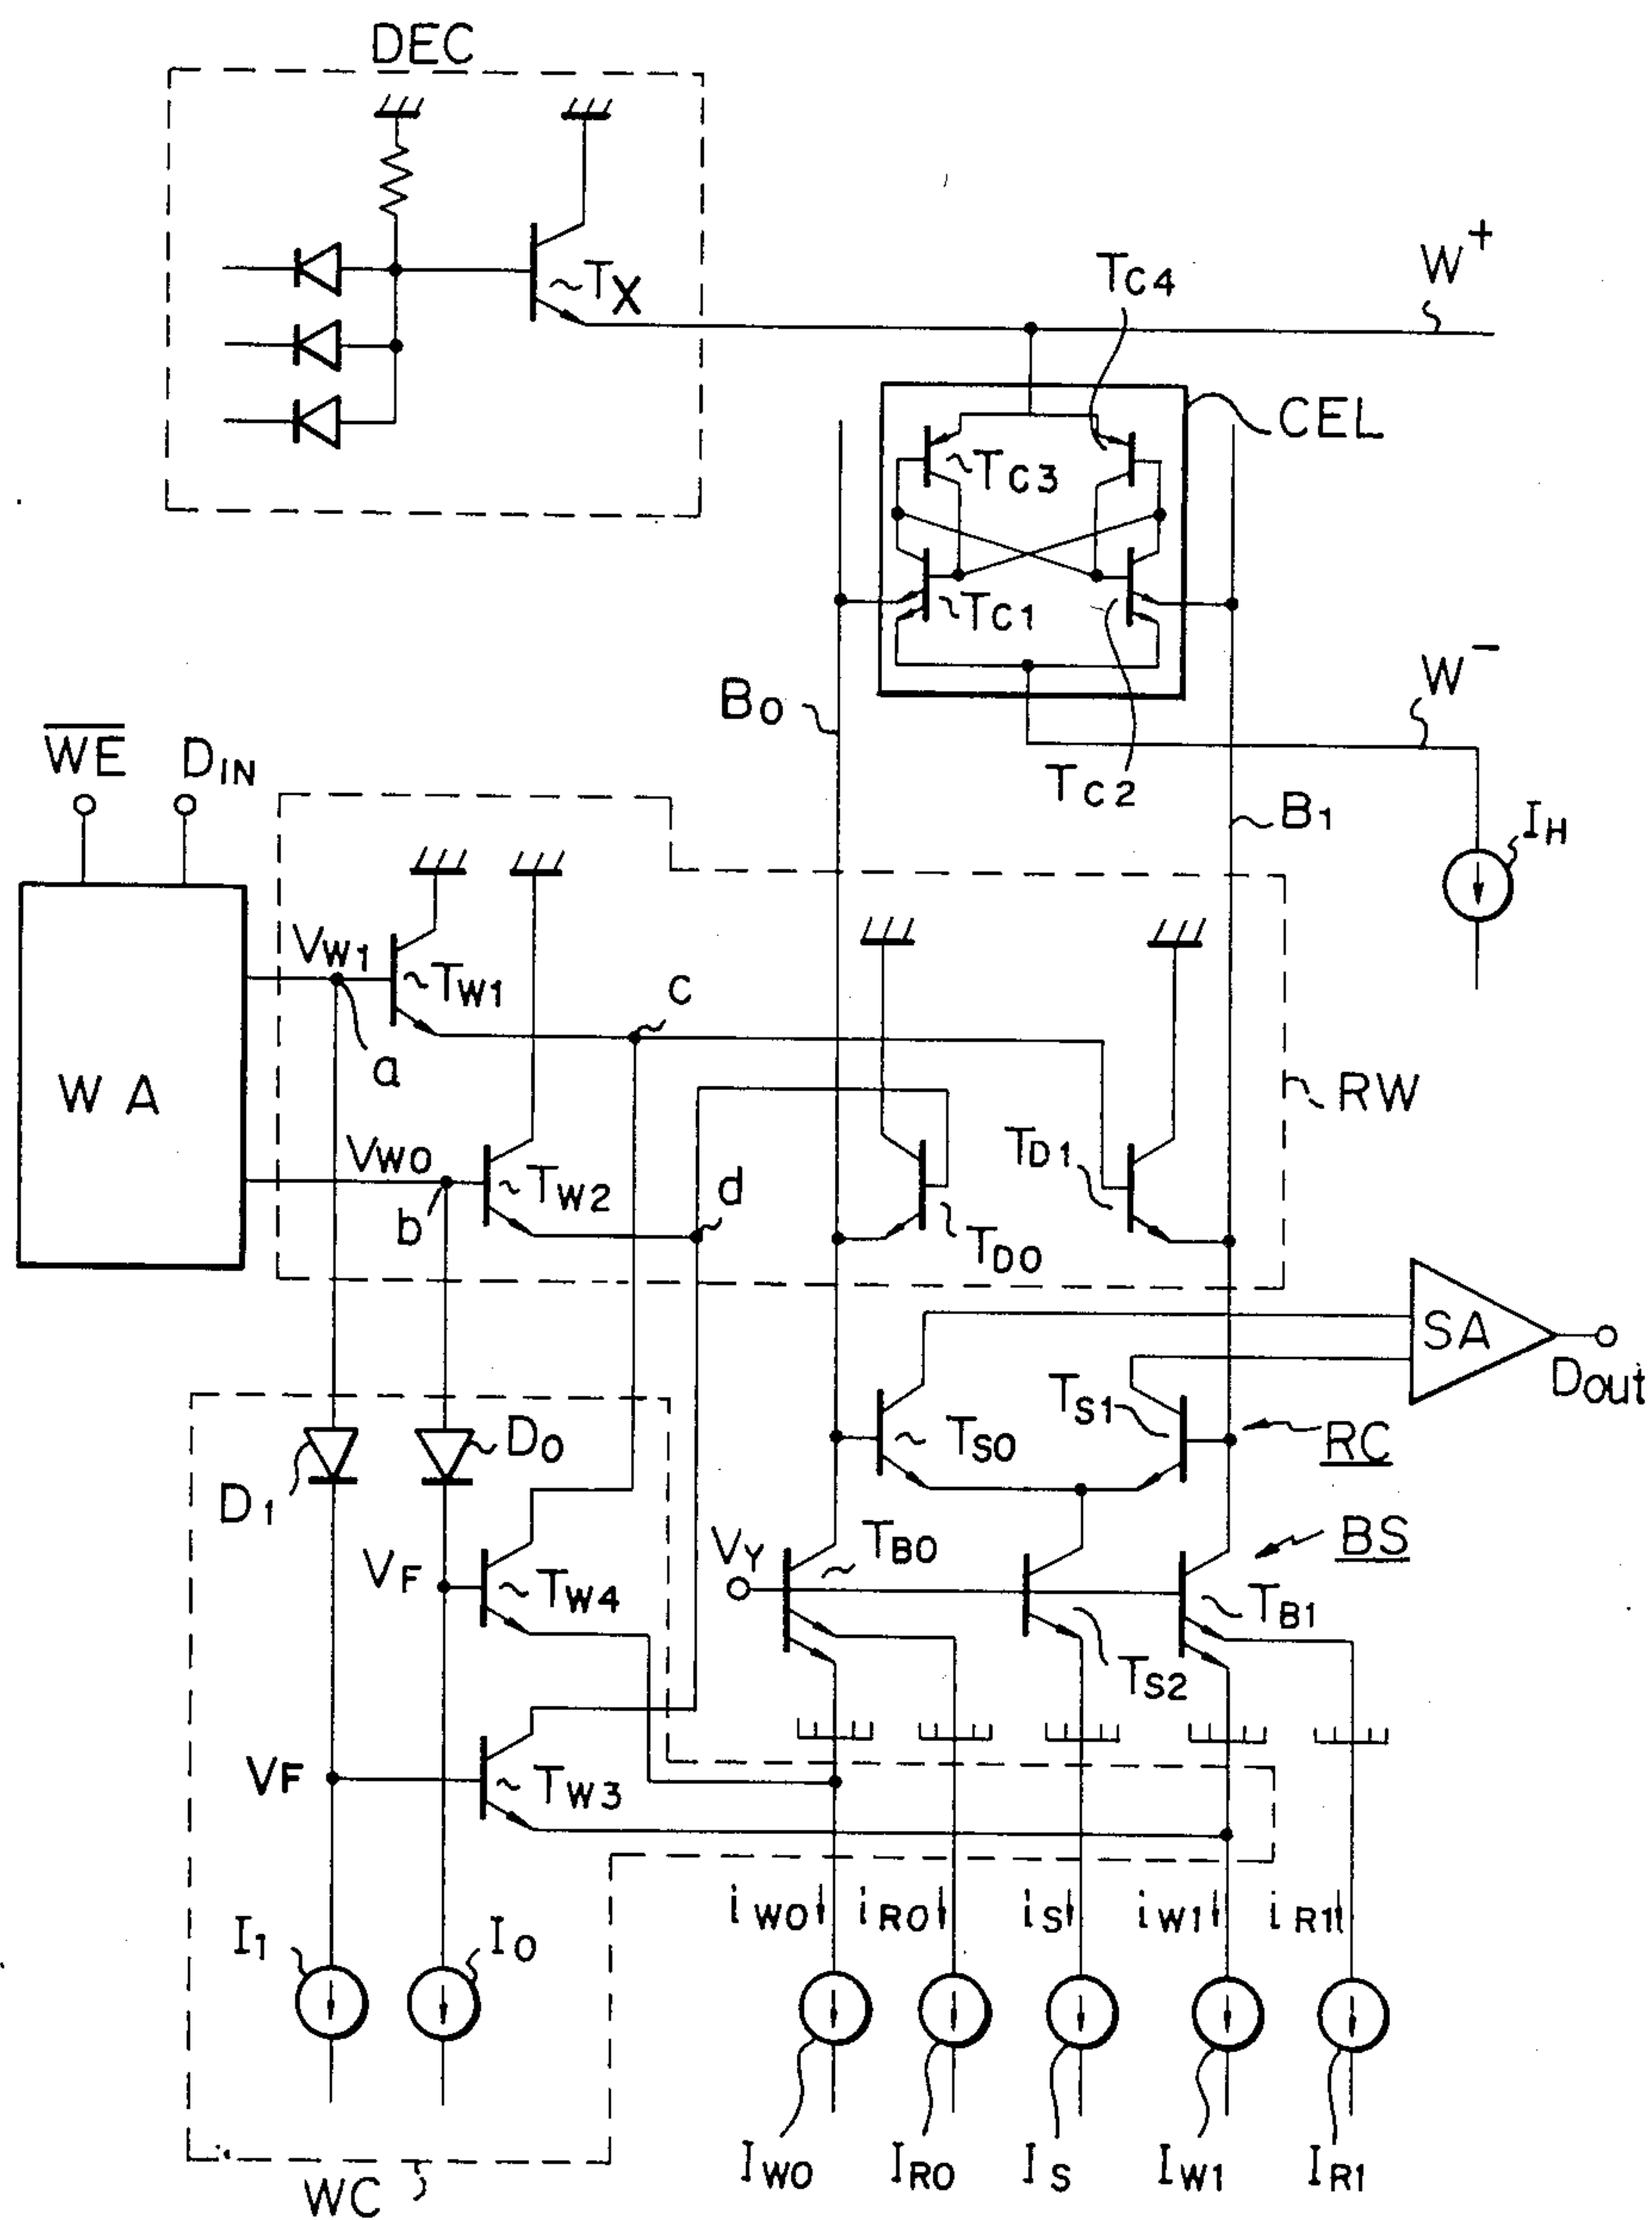 DEC
TX
W+
TC4
CEL
TC3
TC1
W−
B0
TC2
W̅E̅
DIN
B1
IH
VW1
TW1
c
a
WA
RW
VW0
TW2
TD1
d
b
TD0
SA
Dout
D0
TS1
TS0
RC
D1
VY
TB0
BS
VF
TW4
TB1
TS2
VF
TW3
iW0
iR0
iS
iW1
iR1
I1
I0
IW0
IR0
IS
IW1
IR1
WC